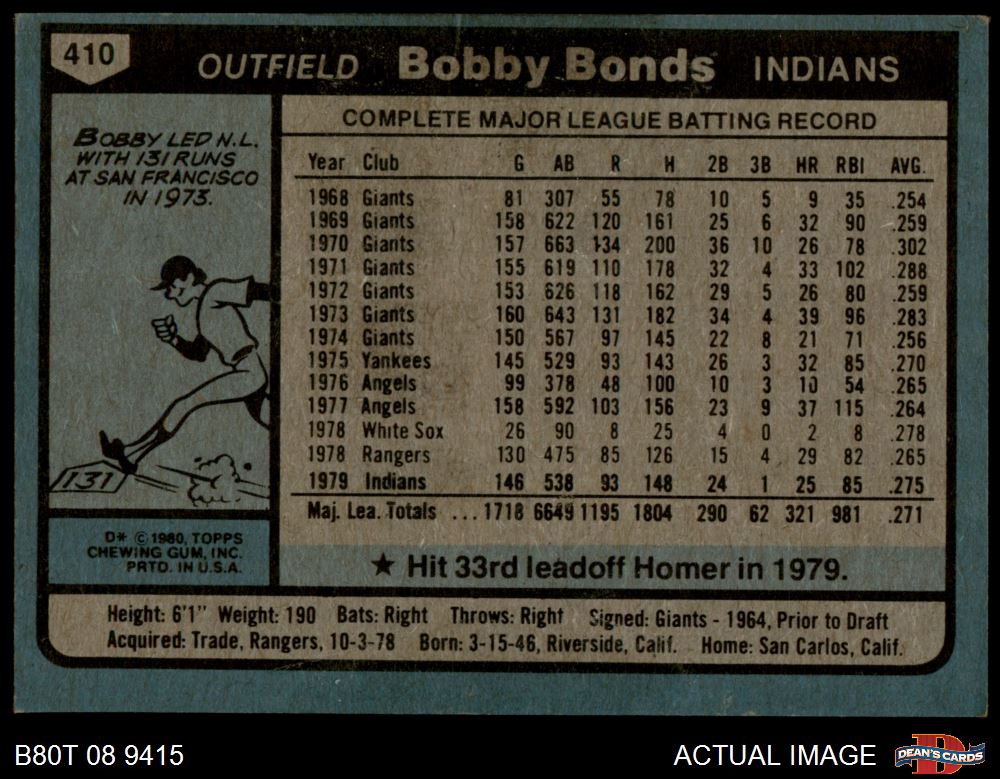 410
OUTFIELD Bobby Bonds INDIANS
BOBBY LED N.L.
WITH 131 RUNS
AT SAN FRANCISCO
IN 1973.
131
D* © 1980, TOPPS
CHEWING GUM, INC.
PRTD. IN U.S.A.
COMPLETE MAJOR LEAGUE BATTING RECORD
Year Club G AB R H 2B 3B HR RBI AVG.
1968 Giants 81 307 55 78 10 5 9 35 .254
1969 Giants 158 622 120 161 25 6 32 90 .259
1970 Giants 157 663 134 200 36 10 26 78 .302
1971 Giants 155 619 110 178 32 4 33 102 .288
1972 Giants 153 626 118 162 29 5 26 80 .259
1973 Giants 160 643 131 182 34 4 39 96 .283
1974 Giants 150 567 97 145 22 8 21 71 .256
1975 Yankees 145 529 93 143 26 3 32 85 .270
1976 Angels 99 378 48 100 10 3 10 54 .265
1977 Angels 158 592 103 156 23 9 37 115 .264
1978 White Sox 26 90 8 25 4 0 2 8 .278
1978 Rangers 130 475 85 126 15 4 29 82 .265
1979 Indians 146 538 93 148 24 1 25 85 .275
Maj. Lea. Totals ... 1718 6649 1195 1804 290 62 321 981 .271
★ Hit 33rd leadoff Homer in 1979.
Height: 6'1" Weight: 190 Bats: Right Throws: Right Signed: Giants - 1964, Prior to Draft
Acquired: Trade, Rangers, 10-3-78 Born: 3-15-46, Riverside, Calif. Home: San Carlos, Calif.
B80T 08 9415
ACTUAL IMAGE
DEAN'S CARDS